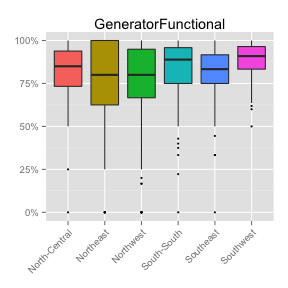 GeneratorFunctional
100%
75%
50%
25%
0%
North-Central
Northeast
Northwest
South-South
Southeast
Southwest